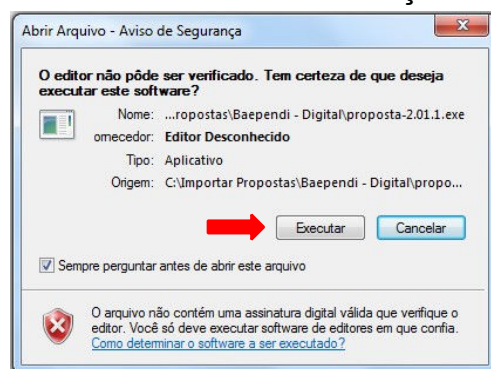 Abrir Arquivo - Aviso de Segurança
O editor não pôde ser verificado. Tem certeza de que deseja
executar este software?
Nome: ...ropostas\Baependi - Digital\proposta-2.01.1.exe
ornecedor: Editor Desconhecido
Tipo: Aplicativo
Origem: C:\Importar Propostas\Baependi - Digital\propo...
Executar Cancelar
Sempre perguntar antes de abrir este arquivo
O arquivo não contém uma assinatura digital válida que verifique o
editor. Você só deve executar software de editores em que confia.
Como determinar o software a ser executado?